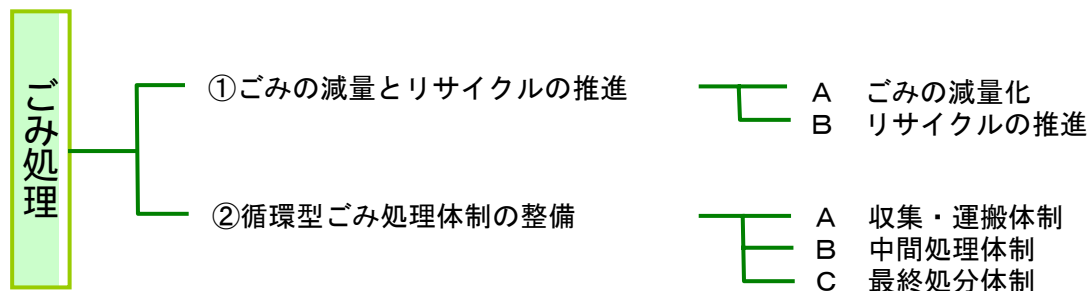 ごみ処理
①ごみの減量とリサイクルの推進
A ごみの減量化
B リサイクルの推進
②循環型ごみ処理体制の整備
A 収集・運搬体制
B 中間処理体制
C 最終処分体制